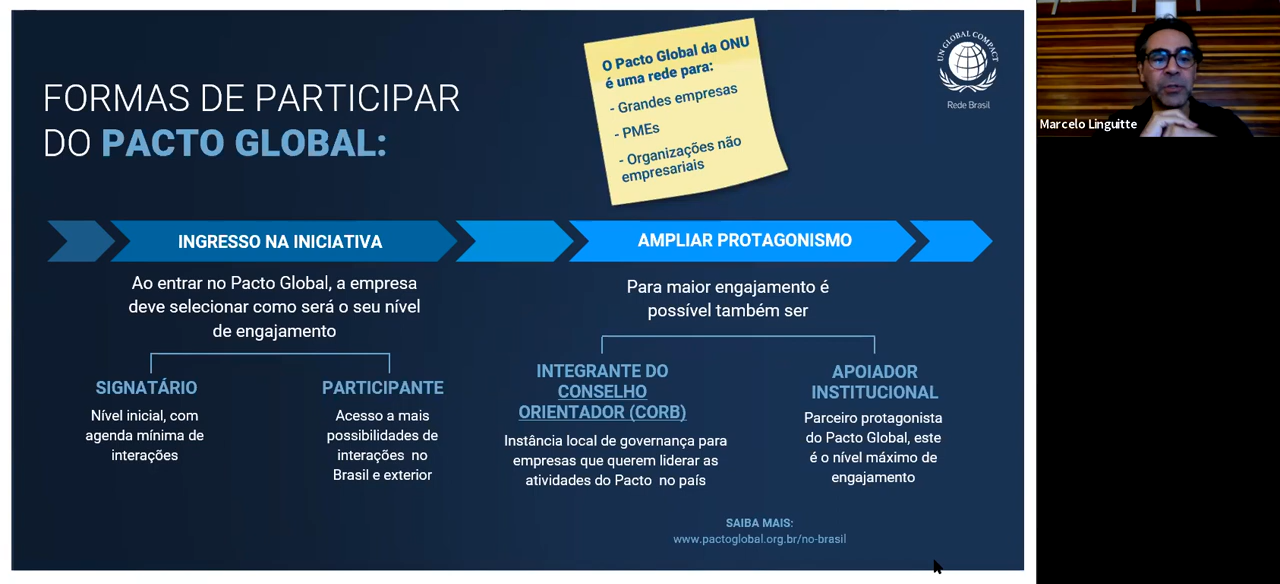 FORMAS DE PARTICIPAR
DO PACTO GLOBAL:
O Pacto Global da ONU
é uma rede para:
- Grandes empresas
- PMEs
- Organizações não
empresariais
UN GLOBAL COMPACT
Rede Brasil
Marcelo Linguitte
INGRESSO NA INICIATIVA
Ao entrar no Pacto Global, a empresa
deve selecionar como será o seu nível
de engajamento
SIGNATÁRIO
Nível inicial, com
agenda mínima de
interações
PARTICIPANTE
Acesso a mais
possibilidades de
interações no
Brasil e exterior
AMPLIAR PROTAGONISMO
Para maior engajamento é
possível também ser
INTEGRANTE DO
CONSELHO
ORIENTADOR (CORB)
Instância local de governança para
empresas que querem liderar as
atividades do Pacto no país
APOIADOR
INSTITUCIONAL
Parceiro protagonista
do Pacto Global, este
é o nível máximo de
engajamento
SAIBA MAIS:
www.pactoglobal.org.br/no-brasil